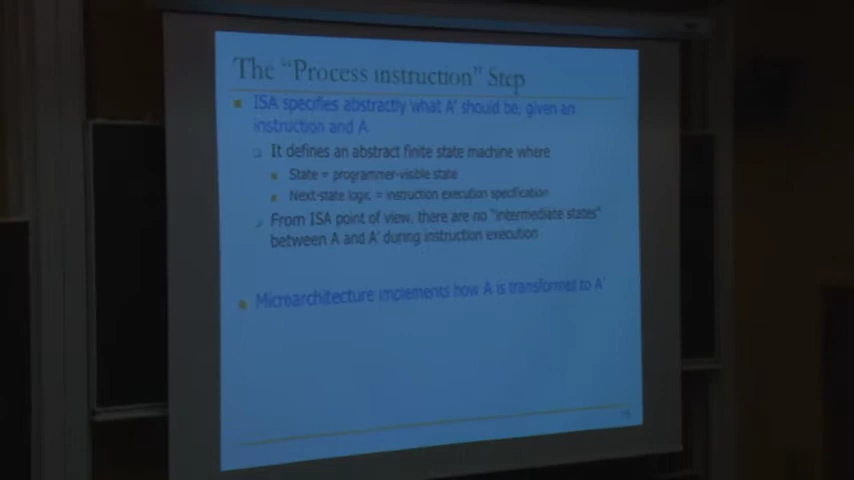 The “Process instruction” Step
ISA specifies abstractly what A’ should be, given an
instruction and A
It defines an abstract finite state machine where
State = programmer-visible state
Next-state logic = instruction execution specification
From ISA point of view, there are no “intermediate states”
between A and A’ during instruction execution
Microarchitecture implements how A is transformed to A’